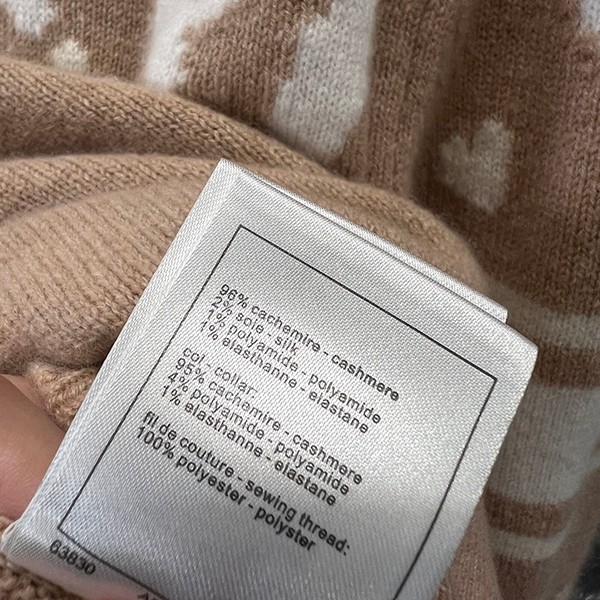 96% cachemire - cashmere
2% soie - silk
1% polyamide - polyamide
1% elasthanne - elastane
col - collar:
95% cachemire - cashmere
4% polyamide - polyamide
1% elasthanne - elastane
fil de couture - sewing thread:
100% polyester - polyster
63830